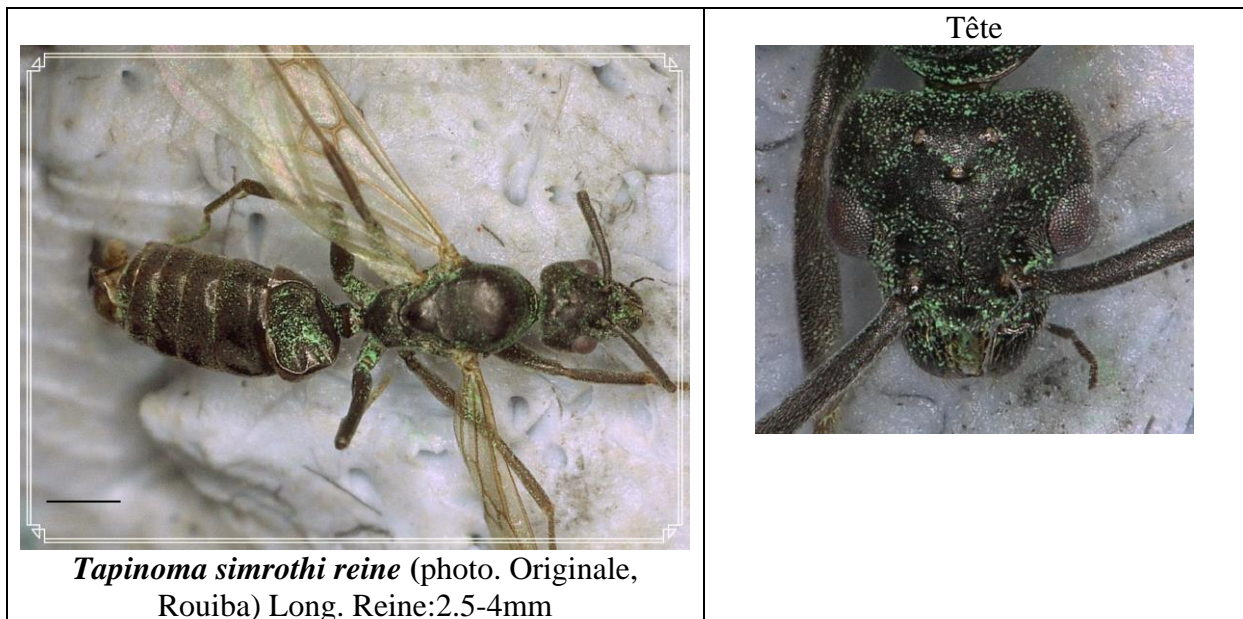 Tête
Tapinoma simrothi reine (photo. Originale,
Rouiba) Long. Reine:2.5-4mm